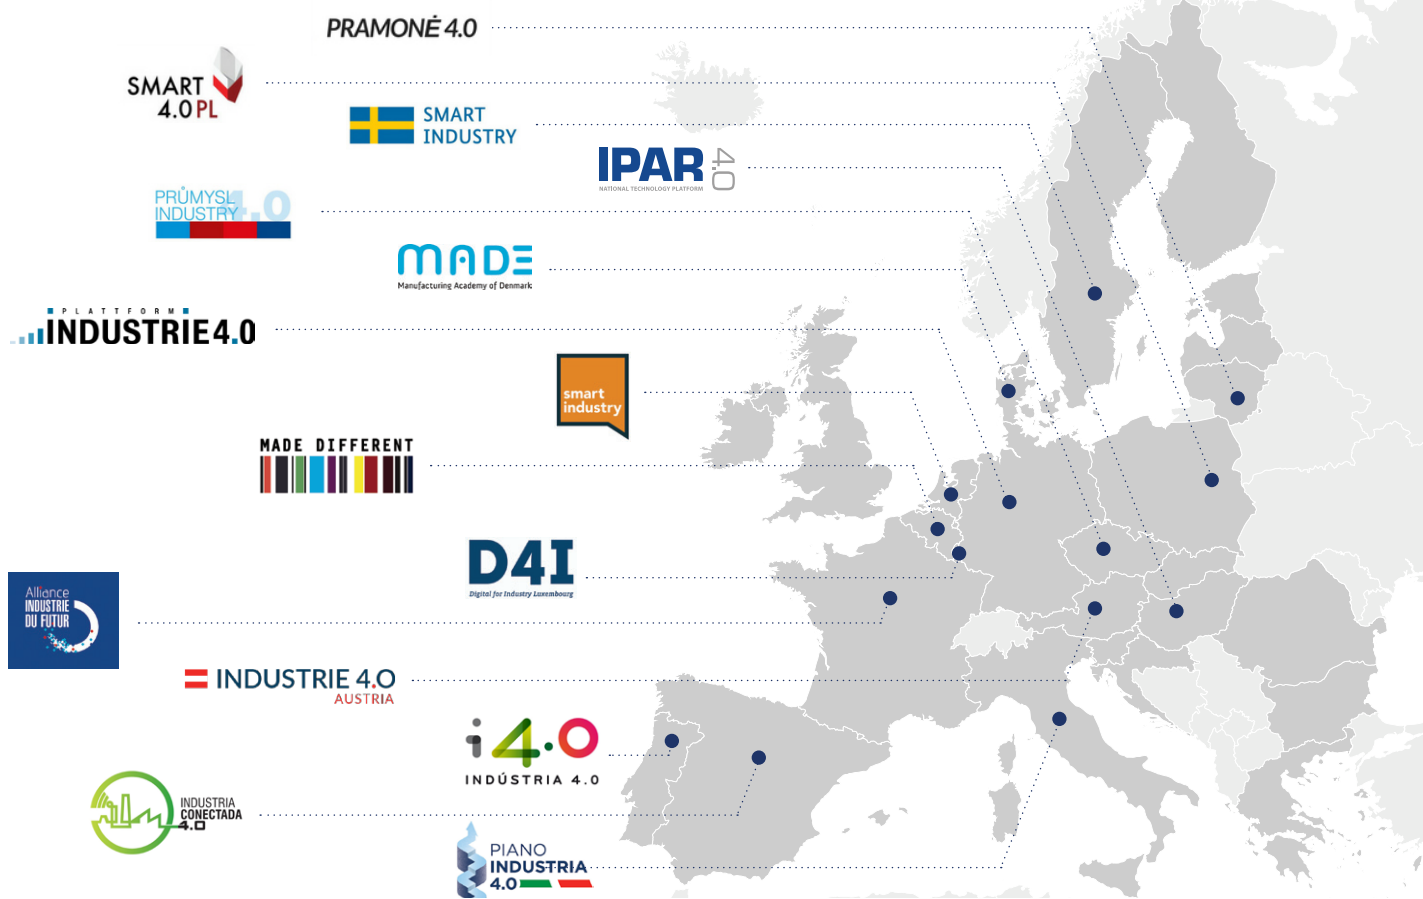 PRAMONĖ 4.0
SMART
4.0 PL
SMART
INDUSTRY
IPAR 4.0
NATIONAL TECHNOLOGY PLATFORM
PRŮMYSL
INDUSTRY 4.0
MADE
Manufacturing Academy of Denmark
PLATTFORM
INDUSTRIE4.0
smart
industry
MADE DIFFERENT
D4I
Digital for Industry Luxembourg
Alliance
INDUSTRIE
DU FUTUR
INDUSTRIE 4.0
AUSTRIA
i4.0
INDÚSTRIA 4.0
INDUSTRIA
CONECTADA
4.0
PIANO
INDUSTRIA
4.0